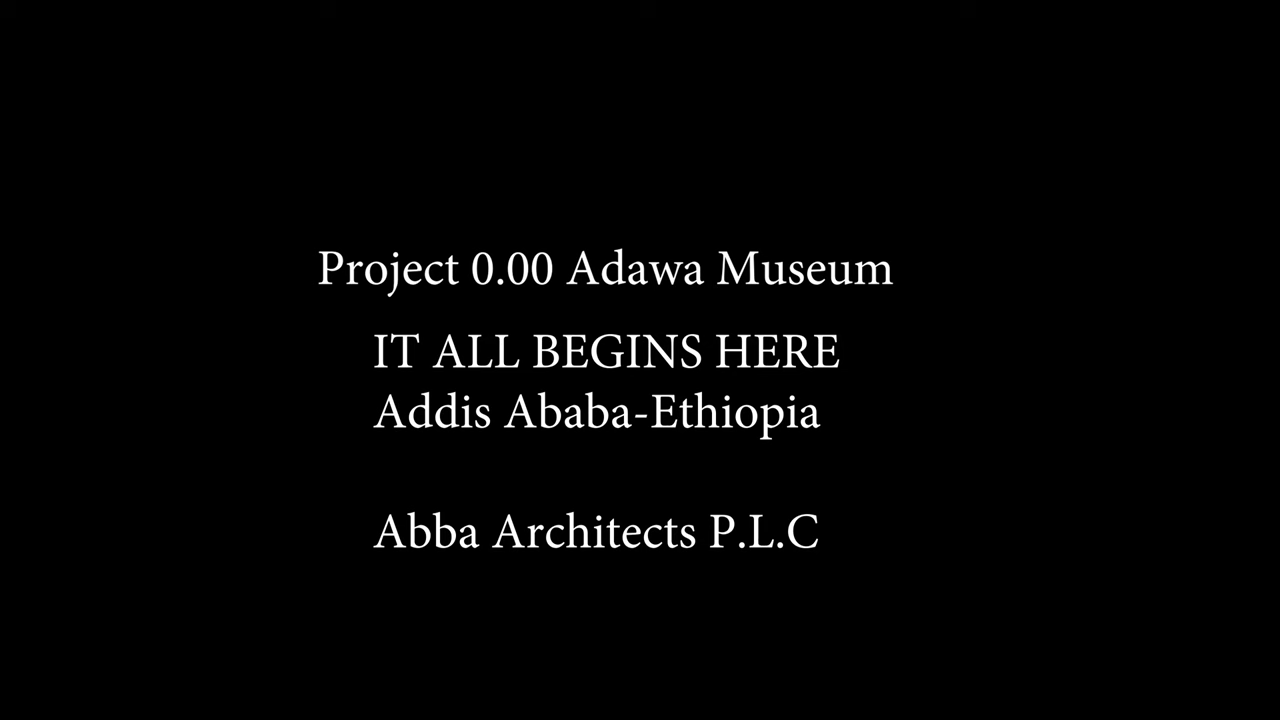 Project 0.00 Adawa Museum
IT ALL BEGINS HERE
Addis Ababa-Ethiopia
Abba Architects P.L.C